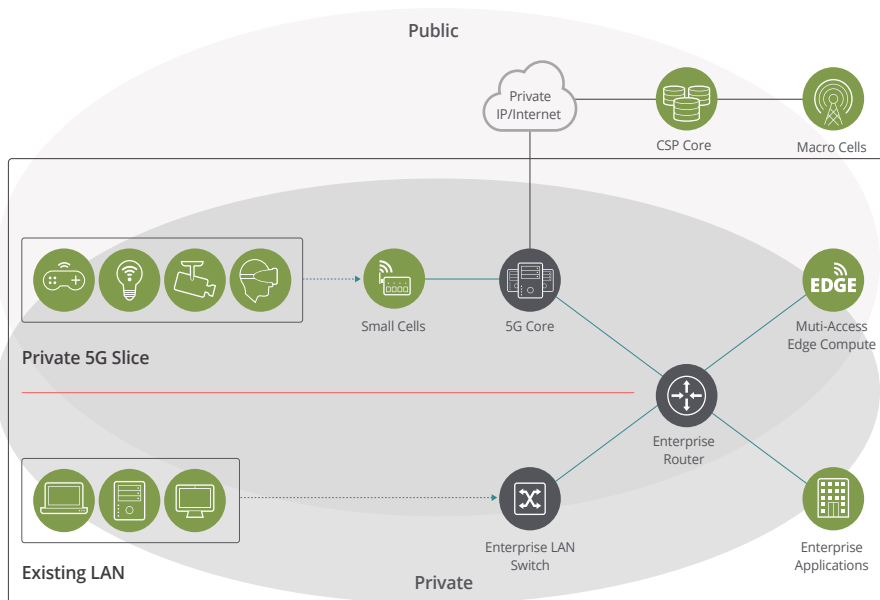 Public
Private
IP/Internet
CSP Core
Macro Cells
Small Cells
5G Core
EDGE
Muti-Access
Edge Compute
Private 5G Slice
Enterprise
Router
Enterprise LAN
Switch
Enterprise
Applications
Existing LAN
Private